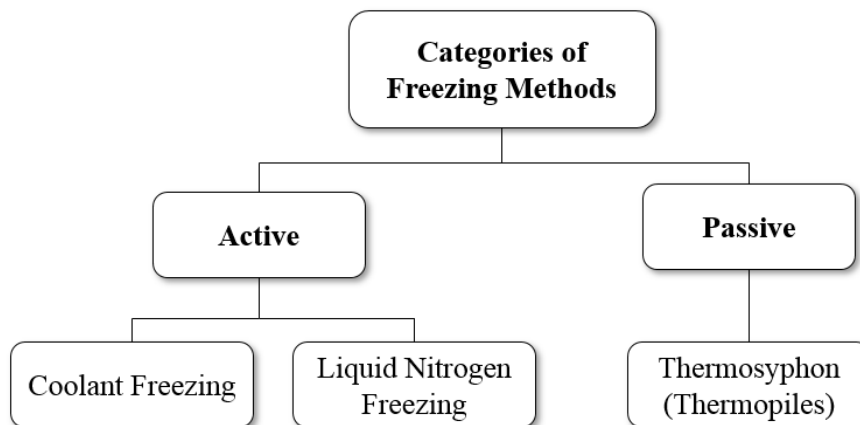 Categories of
Freezing Methods
Active
Passive
Coolant Freezing
Liquid Nitrogen
Freezing
Thermosyphon
(Thermopiles)